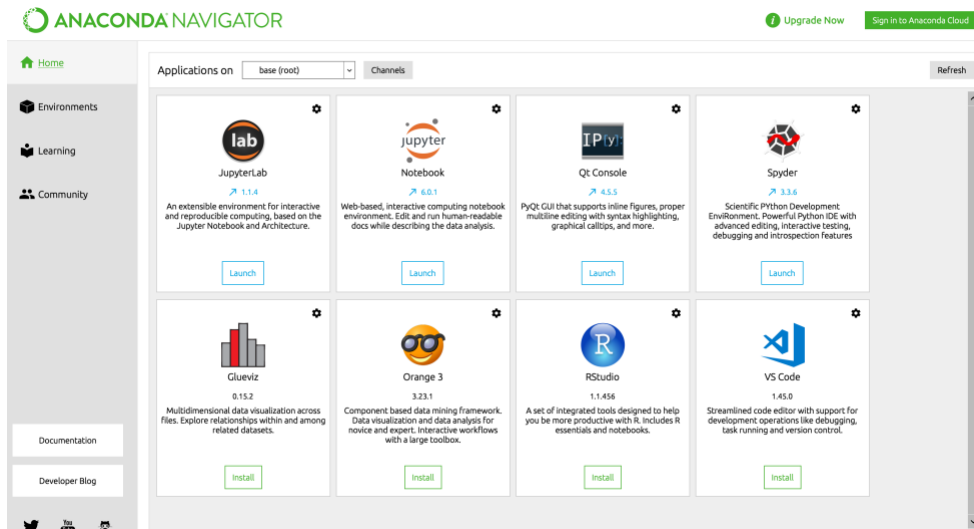 ANACONDA NAVIGATOR
Upgrade Now
Sign in to Anaconda Cloud
Home
Environments
Learning
Community
Documentation
Developer Blog
Applications on
base (root)
Channels
Refresh
lab
JupyterLab
1.1.4
An extensible environment for interactive
and reproducible computing, based on the
Jupyter Notebook and Architecture.
Launch
jupyter
Notebook
6.0.1
Web-based, interactive computing notebook
environment. Edit and run human-readable
docs while describing the data analysis.
Launch
IP[y]:
Qt Console
4.5.5
PyQt GUI that supports inline figures, proper
multiline editing with syntax highlighting,
graphical calltips, and more.
Launch
Spyder
3.3.6
Scientific PYthon Development
EnviRonment. Powerful Python IDE with
advanced editing, interactive testing,
debugging and introspection features
Launch
Glueviz
0.15.2
Multidimensional data visualization across
files. Explore relationships within and among
related datasets.
Install
Orange 3
3.23.1
Component based data mining framework.
Data visualization and data analysis for
novice and expert. Interactive workflows
with a large toolbox.
Install
R
RStudio
1.1.456
A set of integrated tools designed to help
you be more productive with R. Includes R
essentials and notebooks.
Install
VS Code
1.45.0
Streamlined code editor with support for
development operations like debugging,
task running and version control.
Install
You